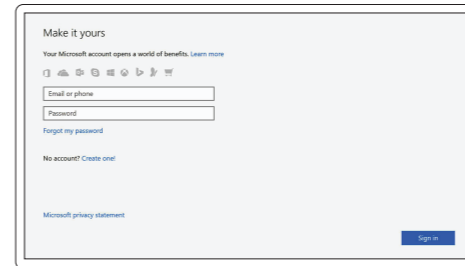 Make it yours
Your Microsoft account opens a world of benefits. Learn more
Email or phone
Password
Forgot my password
No account? Create one!
Microsoft privacy statement
Sign in